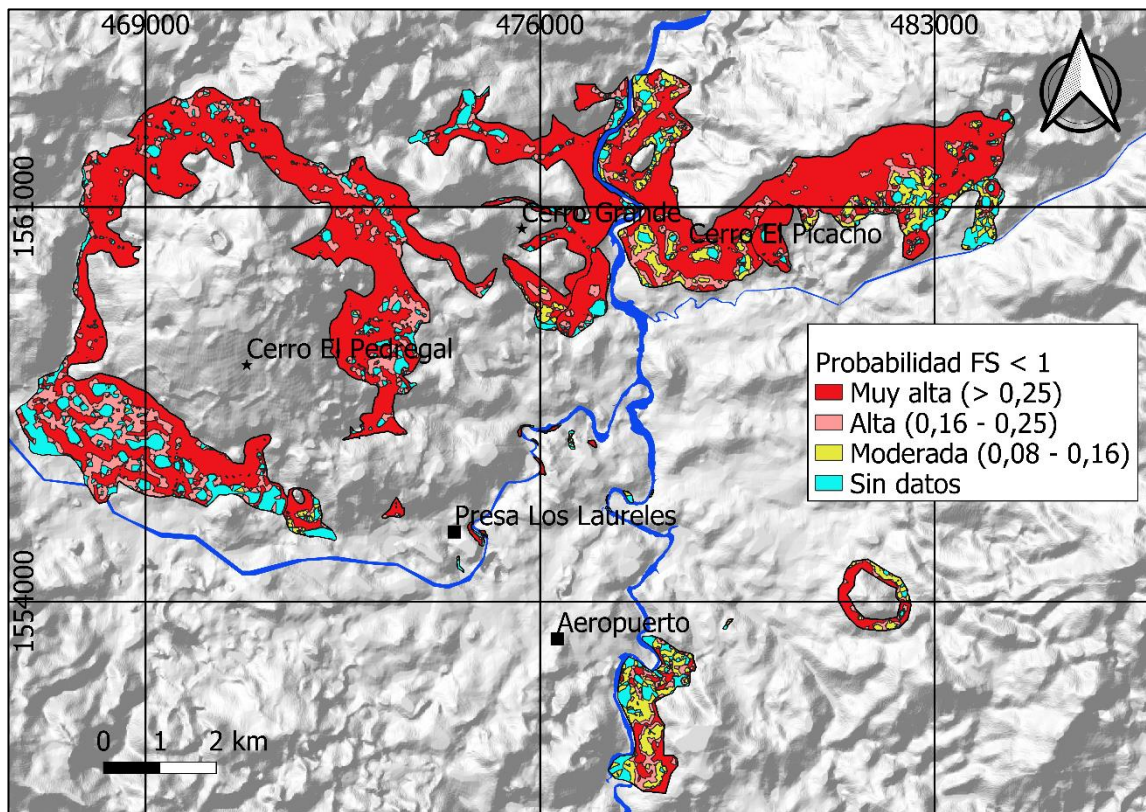 469000
476000
483000
1561000
Cerro Grande
Cerro El Picacho
Cerro El Pedregal
Probabilidad FS < 1
Muy alta (> 0,25)
Alta (0,16 - 0,25)
Moderada (0,08 - 0,16)
Sin datos
Presa Los Laureles
1554000
Aeropuerto
0 1 2 km